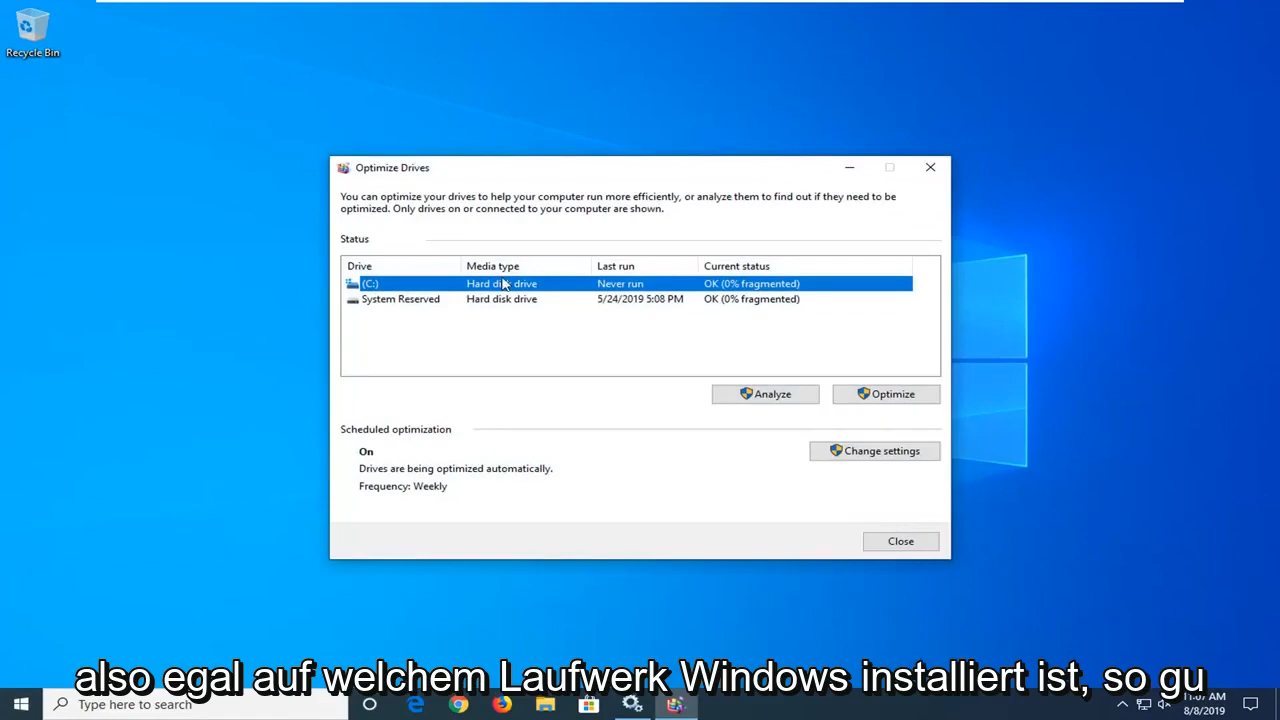 Recycle Bin
Optimize Drives
You can optimize your drives to help your computer run more efficiently, or analyze them to find out if they need to be
optimized. Only drives on or connected to your computer are shown.
Status
Drive Media type Last run Current status
(C:) Hard disk drive Never run OK (0% fragmented)
System Reserved Hard disk drive 5/24/2019 5:08 PM OK (0% fragmented)
Analyze Optimize
Scheduled optimization
On
Change settings
Drives are being optimized automatically.
Frequency: Weekly
Close
also egal auf welchem Laufwerk Windows installiert ist, so gu
Type here to search
11:07 AM
8/8/2019